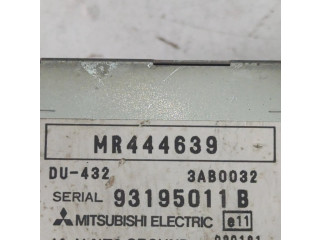 MR444639
DU-432 3AB0032
SERIAL 93195011 B
MITSUBISHI ELECTRIC e11